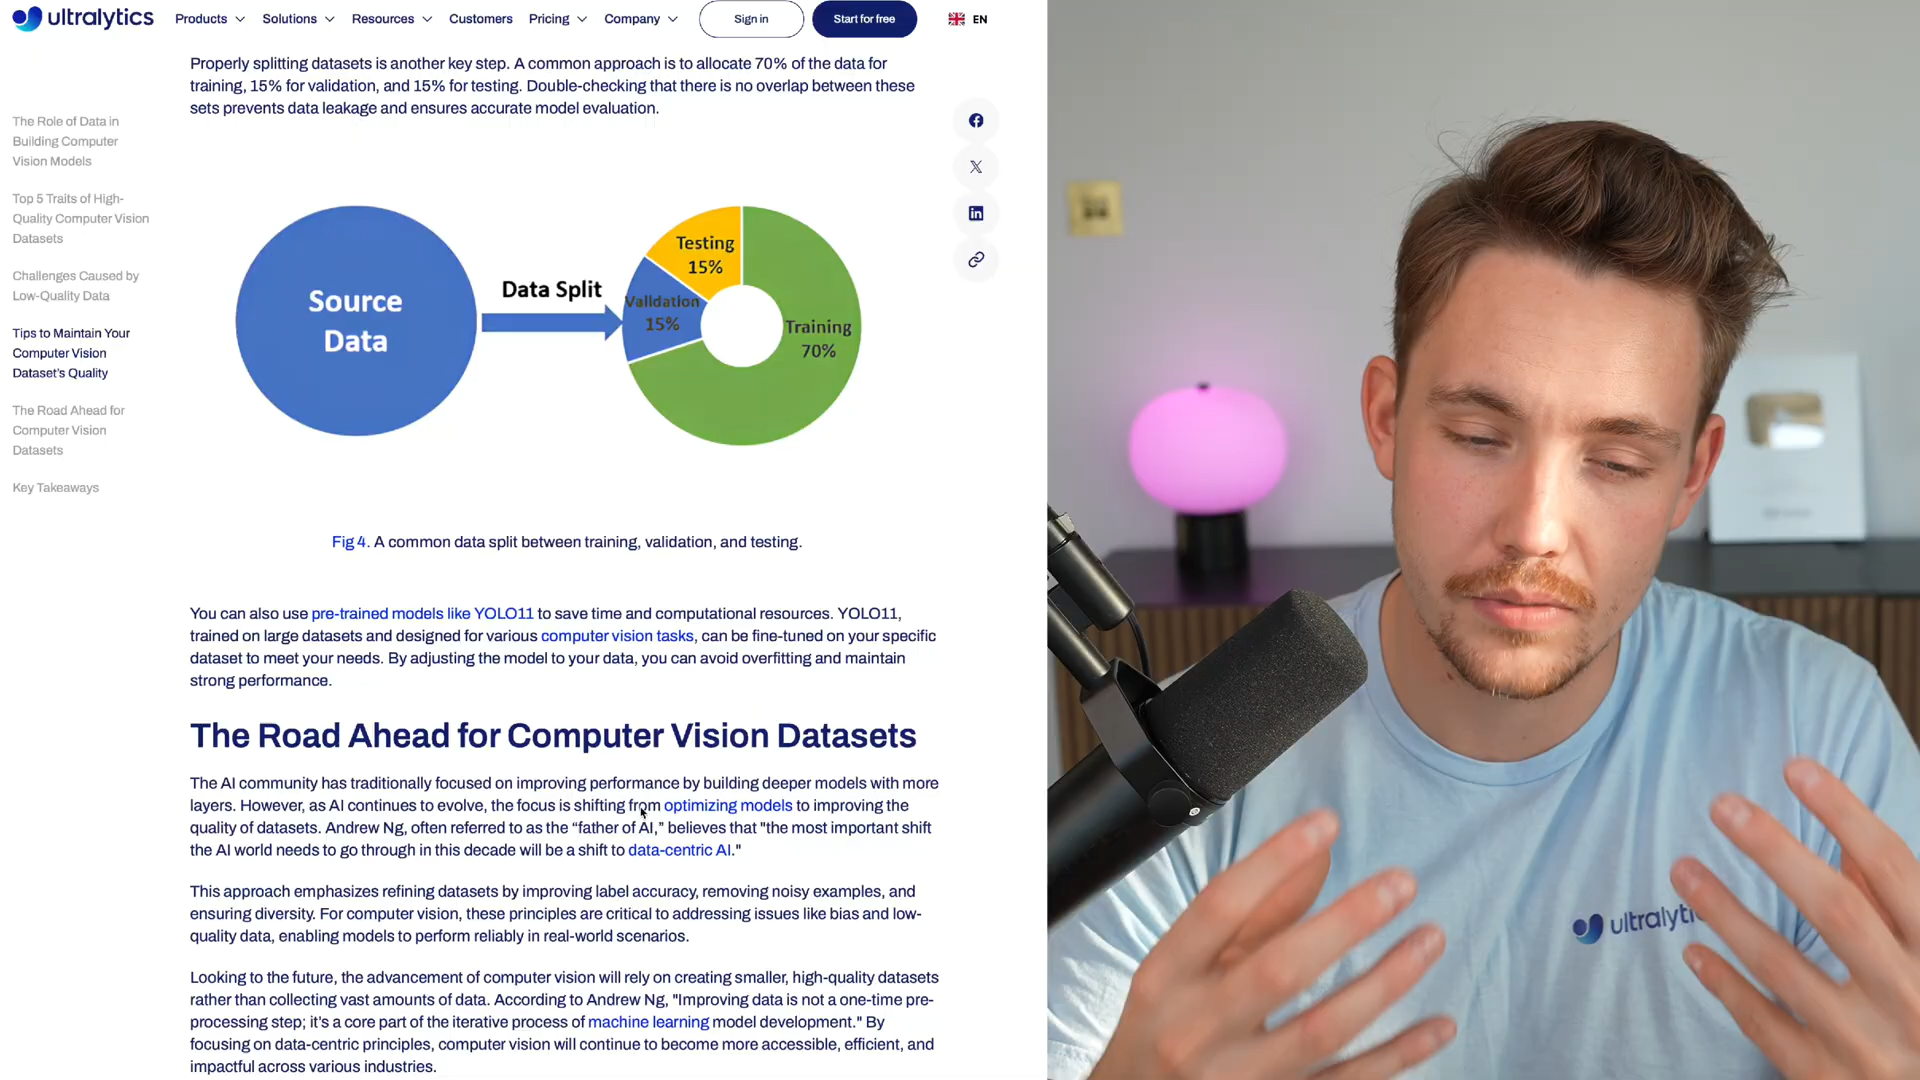 ultralytics
Products
Solutions
Resources
Customers
Pricing
Company
Sign in
Start for free
EN
The Role of Data in
Building Computer
Vision Models
Top 5 Traits of High-
Quality Computer Vision
Datasets
Challenges Caused by
Low-Quality Data
Tips to Maintain Your
Computer Vision
Dataset's Quality
The Road Ahead for
Computer Vision
Datasets
Key Takeaways
Properly splitting datasets is another key step. A common approach is to allocate 70% of the data for
training, 15% for validation, and 15% for testing. Double-checking that there is no overlap between these
sets prevents data leakage and ensures accurate model evaluation.
Source
Data
Data Split
Testing
15%
Validation
15%
Training
70%
Fig 4. A common data split between training, validation, and testing.
You can also use pre-trained models like YOLO11 to save time and computational resources. YOLO11,
trained on large datasets and designed for various computer vision tasks, can be fine-tuned on your specific
dataset to meet your needs. By adjusting the model to your data, you can avoid overfitting and maintain
strong performance.
The Road Ahead for Computer Vision Datasets
The AI community has traditionally focused on improving performance by building deeper models with more
layers. However, as AI continues to evolve, the focus is shifting from optimizing models to improving the
quality of datasets. Andrew Ng, often referred to as the “father of AI,” believes that "the most important shift
the AI world needs to go through in this decade will be a shift to data-centric AI."
This approach emphasizes refining datasets by improving label accuracy, removing noisy examples, and
ensuring diversity. For computer vision, these principles are critical to addressing issues like bias and low-
quality data, enabling models to perform reliably in real-world scenarios.
Looking to the future, the advancement of computer vision will rely on creating smaller, high-quality datasets
rather than collecting vast amounts of data. According to Andrew Ng, "Improving data is not a one-time pre-
processing step; it's a core part of the iterative process of machine learning model development." By
focusing on data-centric principles, computer vision will continue to become more accessible, efficient, and
impactful across various industries.
ultralytic